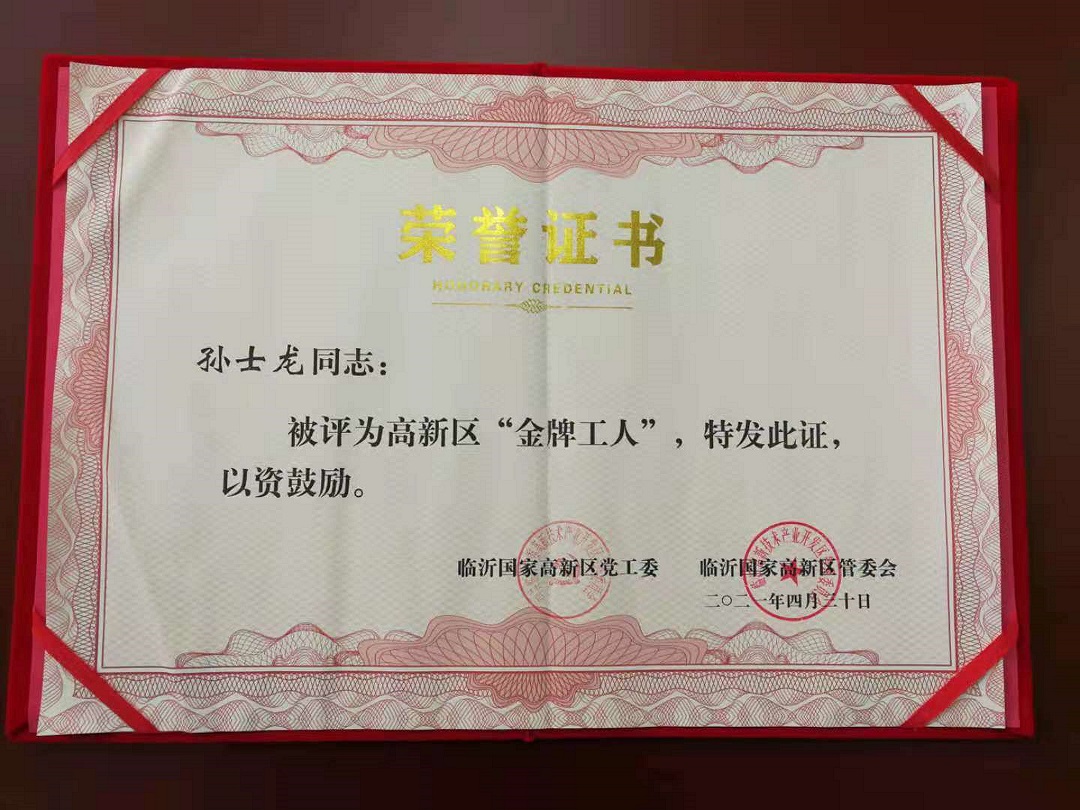 荣誉证书
HONORARY CREDENTIAL
孙士龙同志：
被评为高新区“金牌工人”，特发此证，
以资鼓励。
临沂国家高新区党工委 临沂国家高新区管委会
二〇二一年四月三十日